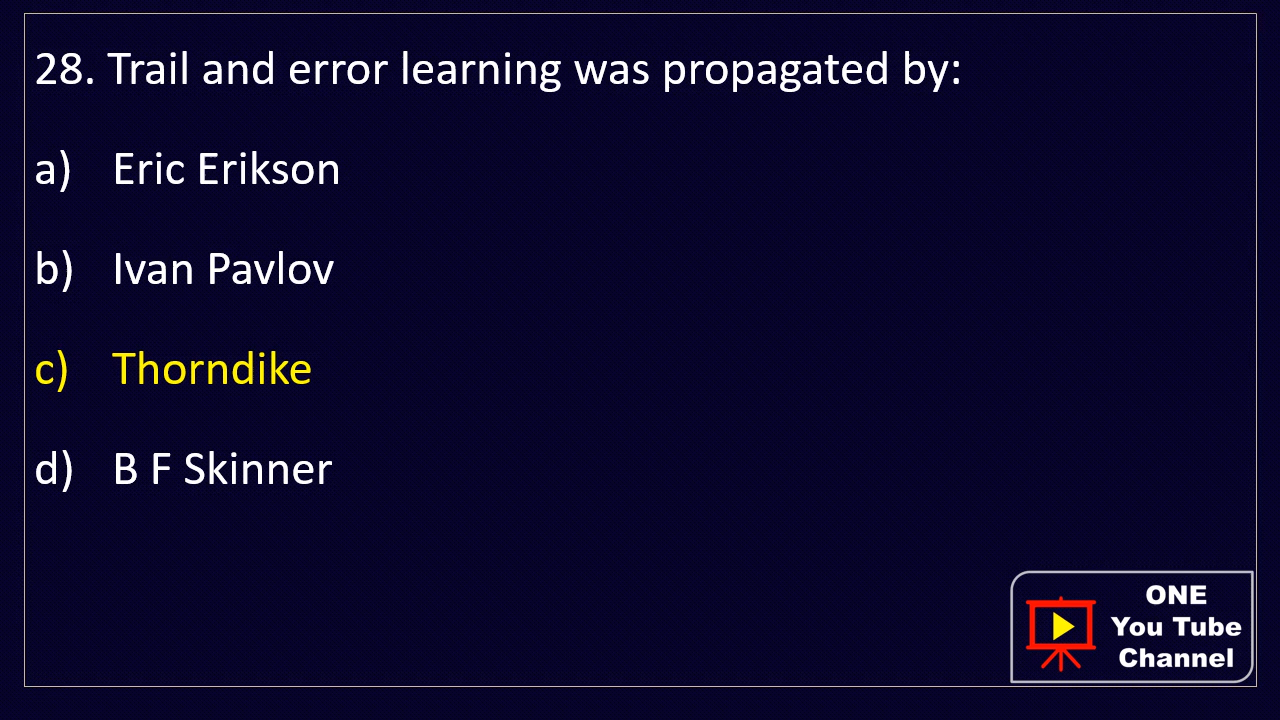 28. Trail and error learning was propagated by:
a) Eric Erikson
b) Ivan Pavlov
c) Thorndike
d) B F Skinner
ONE
You Tube
Channel